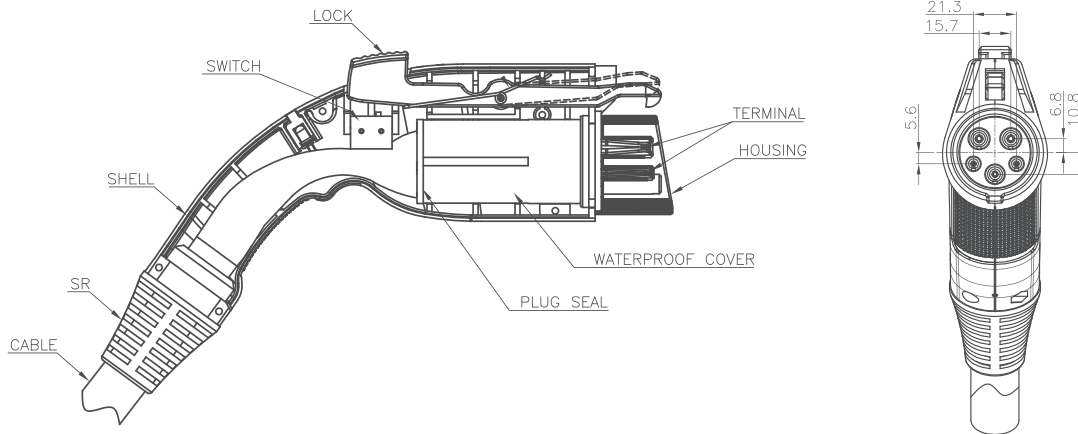 LOCK
SWITCH
TERMINAL
HOUSING
SHELL
WATERPROOF COVER
SR
PLUG SEAL
CABLE
21.3
15.7
5.6
6.8
10.8